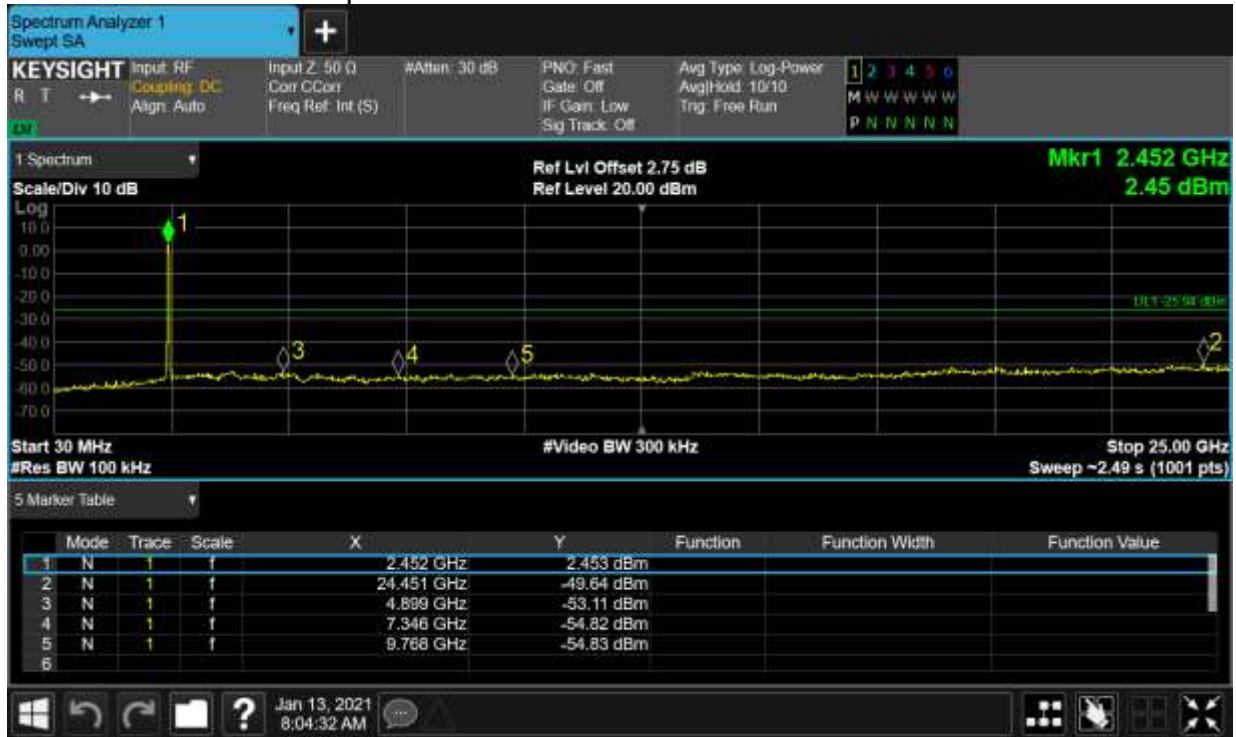 Spectrum Analyzer 1
Swept SA
+
KEYSIGHT Input: RF Input Z: 50 Ω #Atten: 30 dB PNO: Fast Avg Type: Log-Power 1 2 3 4 5 6
R T Coupling: DC Corr CCorr Gate: Off Avg|Hold: 10/10 M W W W W W
Align: Auto Freq Ref: Int (S) IF Gain: Low Trig: Free Run
Sig Track: Off P N N N N N
1 Spectrum Ref Lvl Offset 2.75 dB Mkr1 2.452 GHz
Scale/Div 10 dB Ref Level 20.00 dBm 2.45 dBm
Log
10.0 1
0.00
-10.0
-20.0
DL1 -25.94 dBm
-30.0
-40.0 2
3 4 5
-50.0
-60.0
-70.0
Start 30 MHz #Video BW 300 kHz Stop 25.00 GHz
#Res BW 100 kHz Sweep ~2.49 s (1001 pts)
5 Marker Table
Mode Trace Scale X Y Function Function Width Function Value
1 N 1 f 2.452 GHz 2.453 dBm
2 N 1 f 24.451 GHz -49.64 dBm
3 N 1 f 4.899 GHz -53.11 dBm
4 N 1 f 7.346 GHz -54.82 dBm
5 N 1 f 9.768 GHz -54.83 dBm
6
? Jan 13, 2021
8:04:32 AM